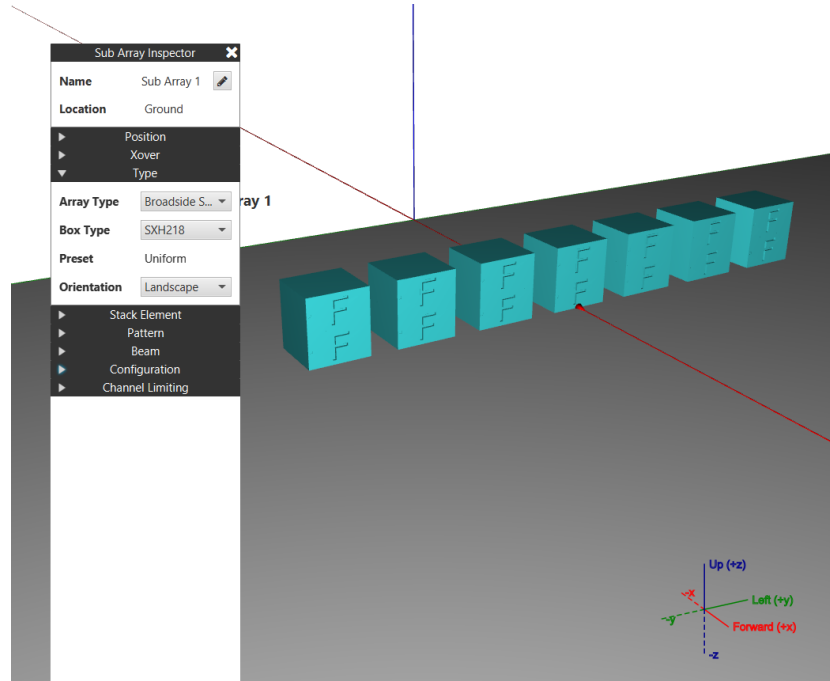 Sub Array Inspector
Name Sub Array 1
Location Ground
Position
Xover
Type
Array Type Broadside S...
ray 1
Box Type SXH218
Preset Uniform
Orientation Landscape
Stack Element
Pattern
Beam
Configuration
Channel Limiting
F F F F F F F
F F F F F F F
Up (+z)
-x
Left (+y)
-y
Forward (+x)
-z